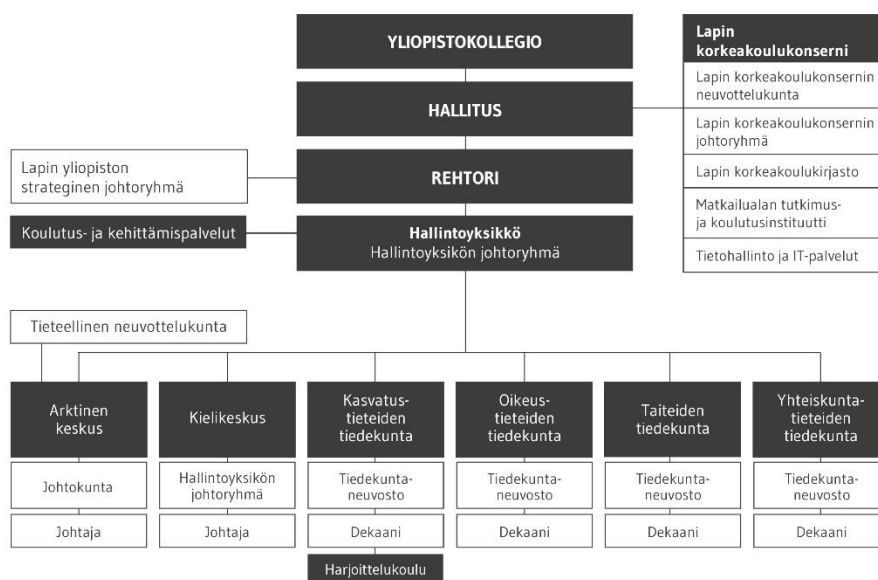 YLIOPISTOKOLLEGIO
HALLITUS
REHTORI
Hallintoyksikkö
Hallintoyksikön johtoryhmä
Lapin
korkeakoulukonserni
Lapin korkeakoulukonsernin
neuvottelukunta
Lapin korkeakoulukonsernin
johtoryhmä
Lapin korkeakoulukirjasto
Matkailualan tutkimus-
ja koulutusinstituutti
Tietohallinto ja IT-palvelut
Lapin yliopiston
strateginen johtoryhmä
Koulutus- ja kehittämispalvelut
Tieteellinen neuvottelukunta
Arktinen
keskus
Johtokunta
Johtaja
Kielikeskus
Hallintoyksikön
johtoryhmä
Johtaja
Kasvatus-
tieteiden
tiedekunta
Tiedekunta-
neuvosto
Dekaani
Harjoittelukoulu
Oikeus-
tieteiden
tiedekunta
Tiedekunta-
neuvosto
Dekaani
Taiteiden
tiedekunta
Tiedekunta-
neuvosto
Dekaani
Yhteiskunta-
tieteiden
tiedekunta
Tiedekunta-
neuvosto
Dekaani